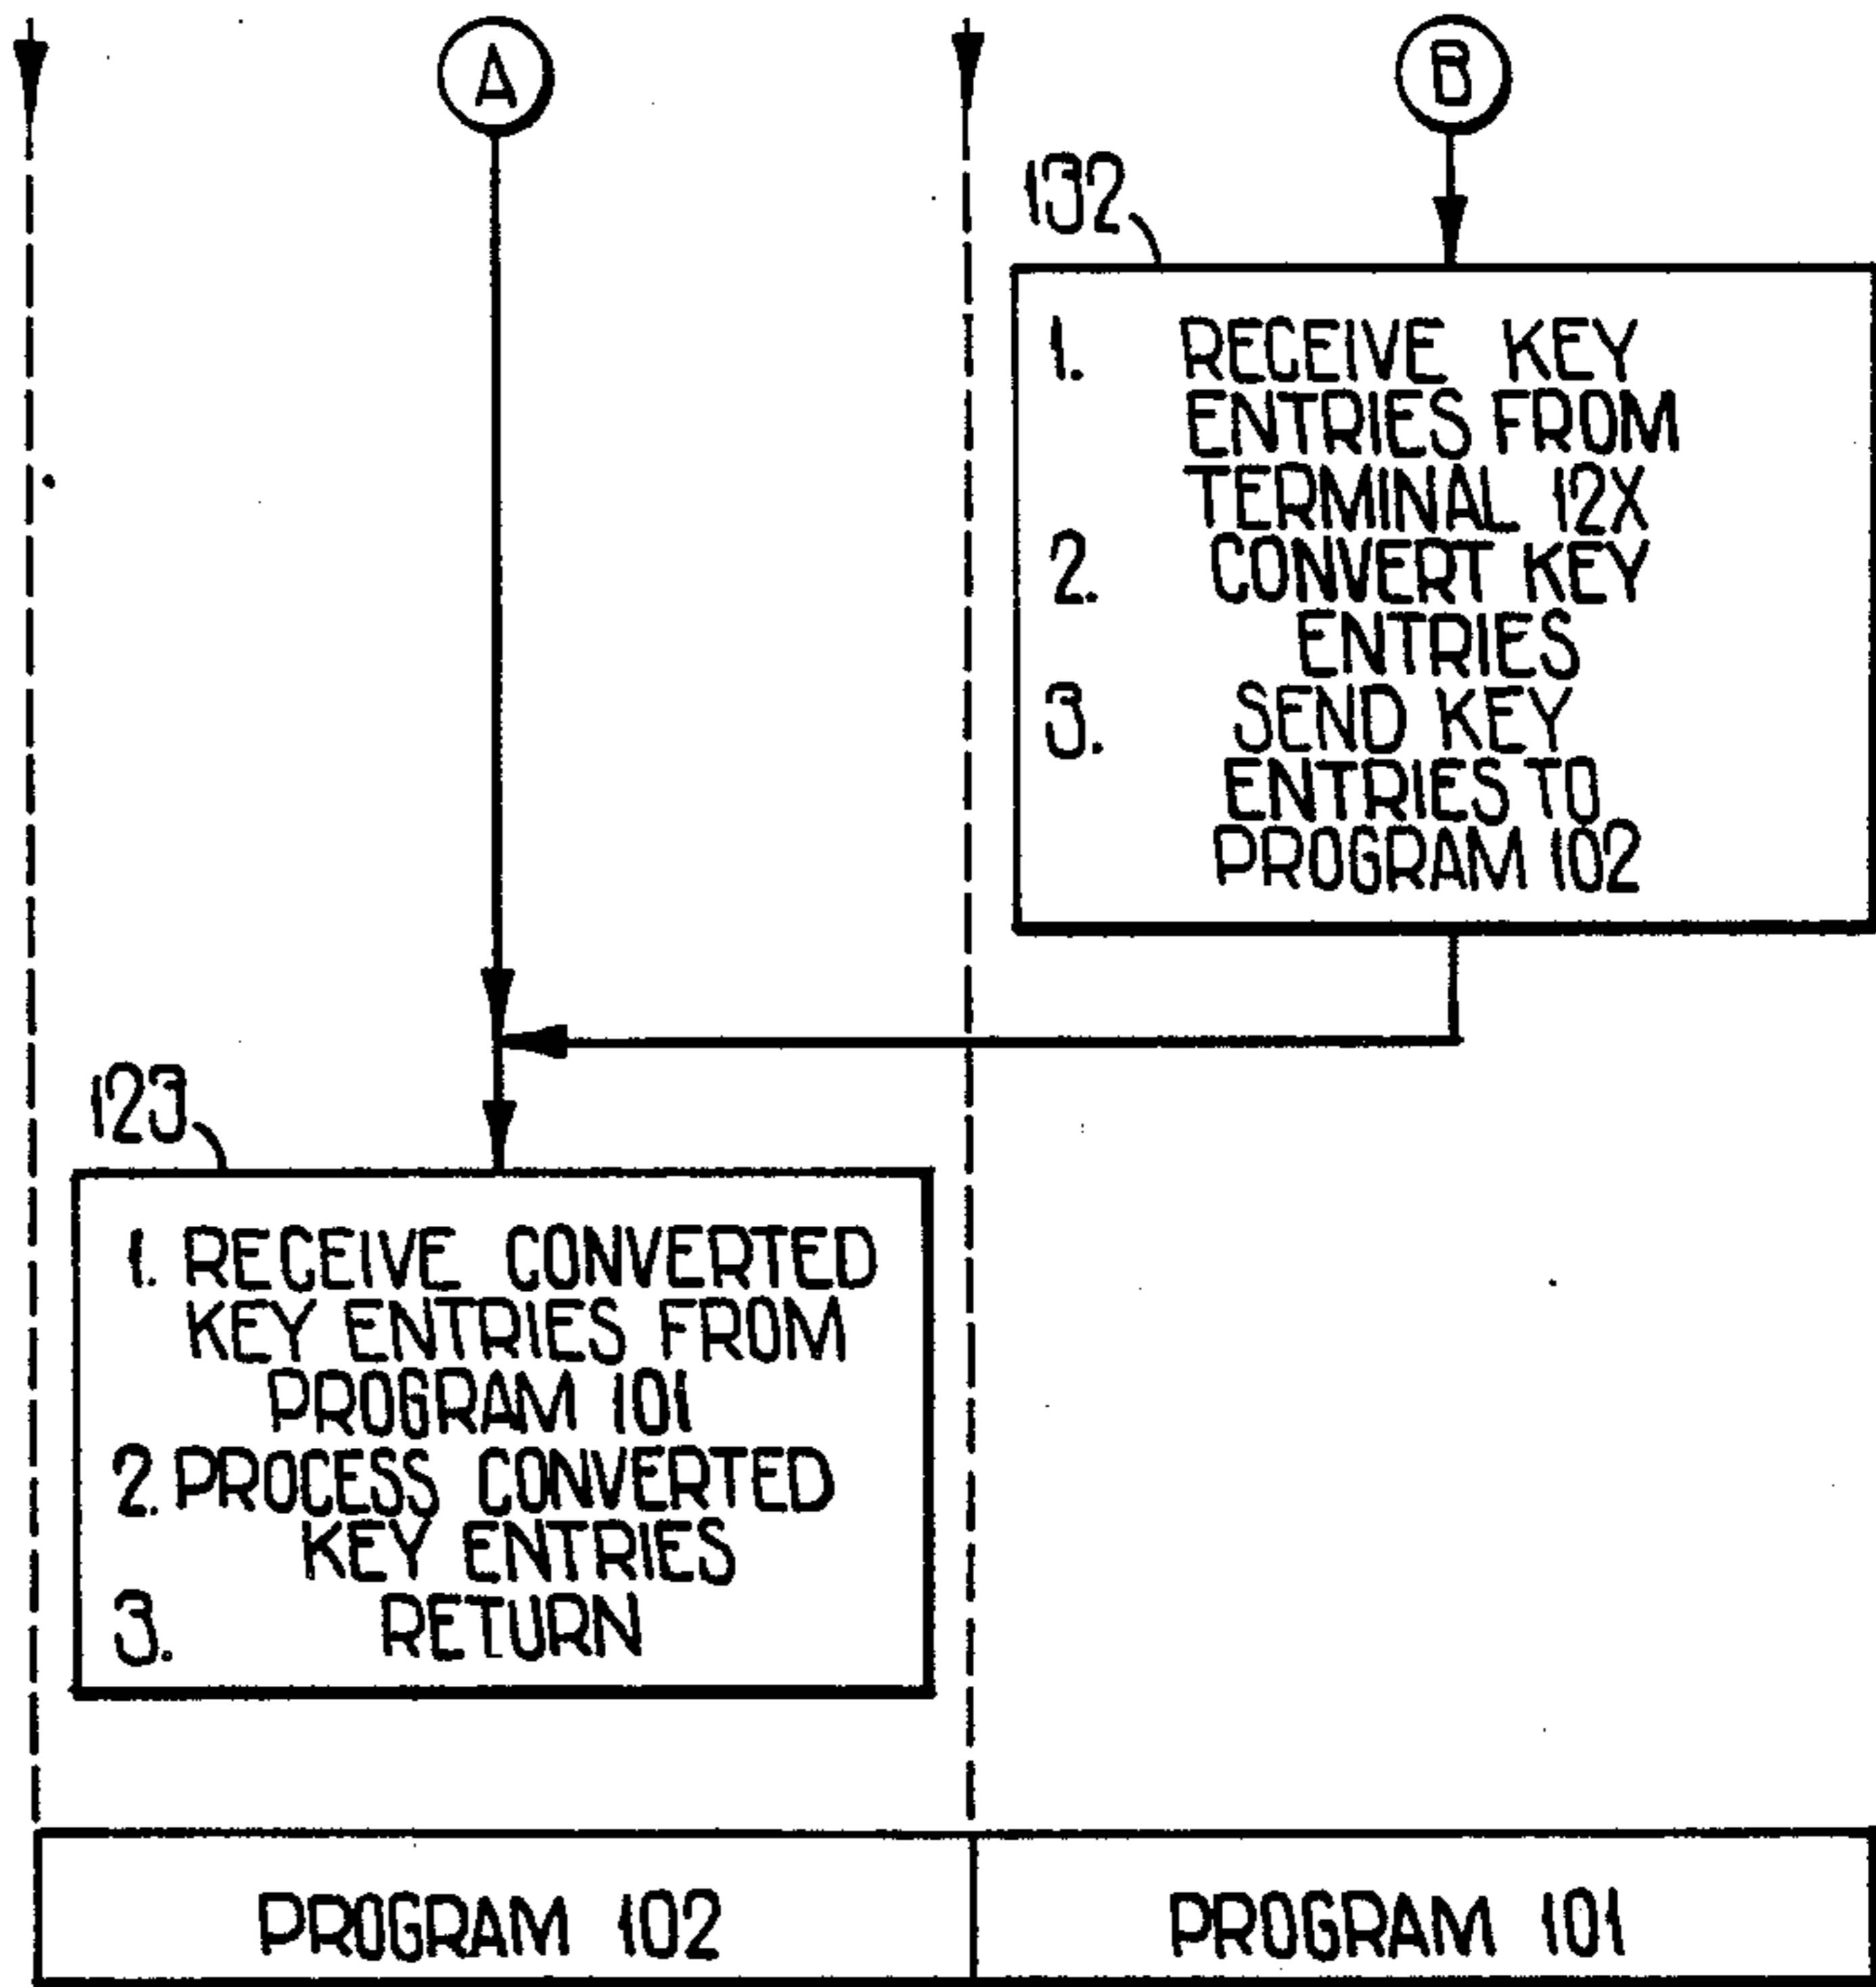 A
B
132
1. RECEIVE KEY
ENTRIES FROM
TERMINAL 12X
2. CONVERT KEY
ENTRIES
3. SEND KEY
ENTRIES TO
PROGRAM 102
123
1. RECEIVE CONVERTED
KEY ENTRIES FROM
PROGRAM 101
2. PROCESS CONVERTED
KEY ENTRIES
3. RETURN
PROGRAM 102
PROGRAM 101